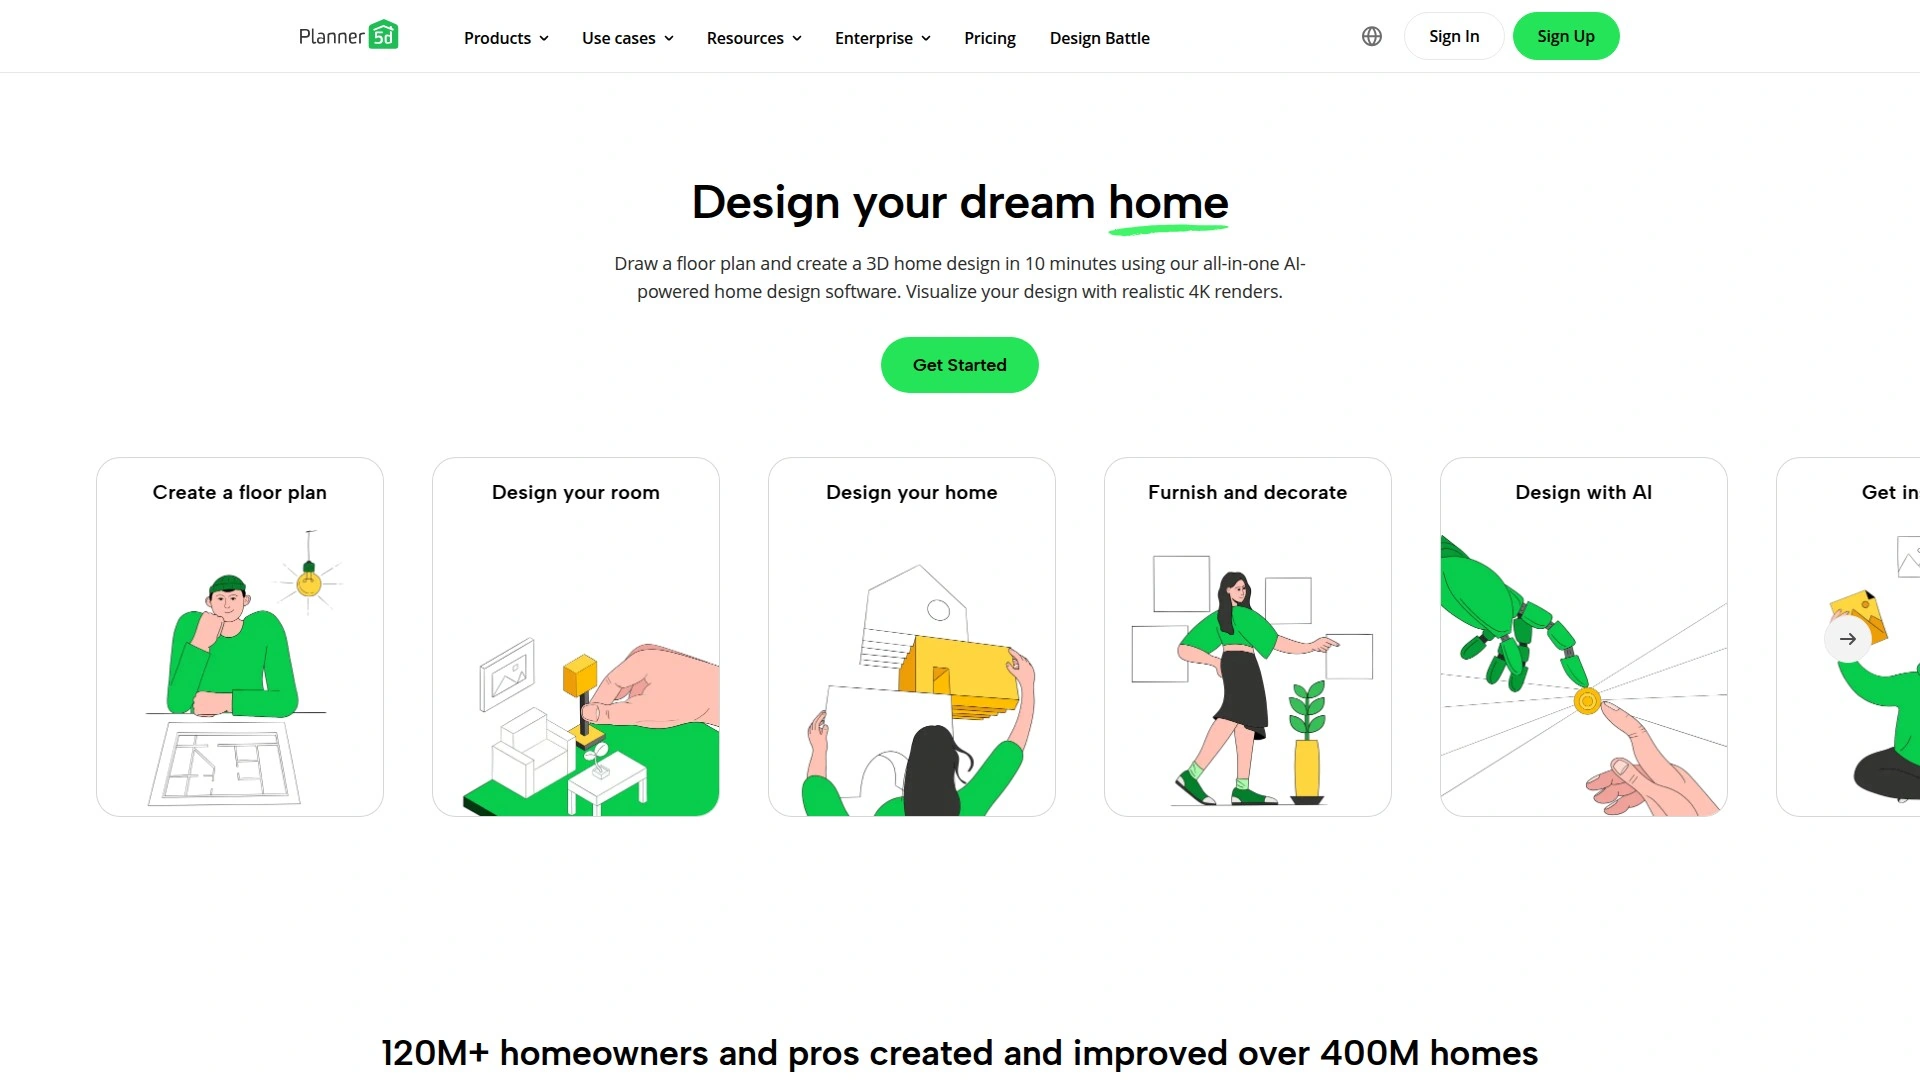 Planner 5d
Products
Use cases
Resources
Enterprise
Pricing
Design Battle
Sign In
Sign Up
Design your dream home
Draw a floor plan and create a 3D home design in 10 minutes using our all-in-one AI-
powered home design software. Visualize your design with realistic 4K renders.
Get Started
Create a floor plan
Design your room
Design your home
Furnish and decorate
Design with AI
Get in
120M+ homeowners and pros created and improved over 400M homes